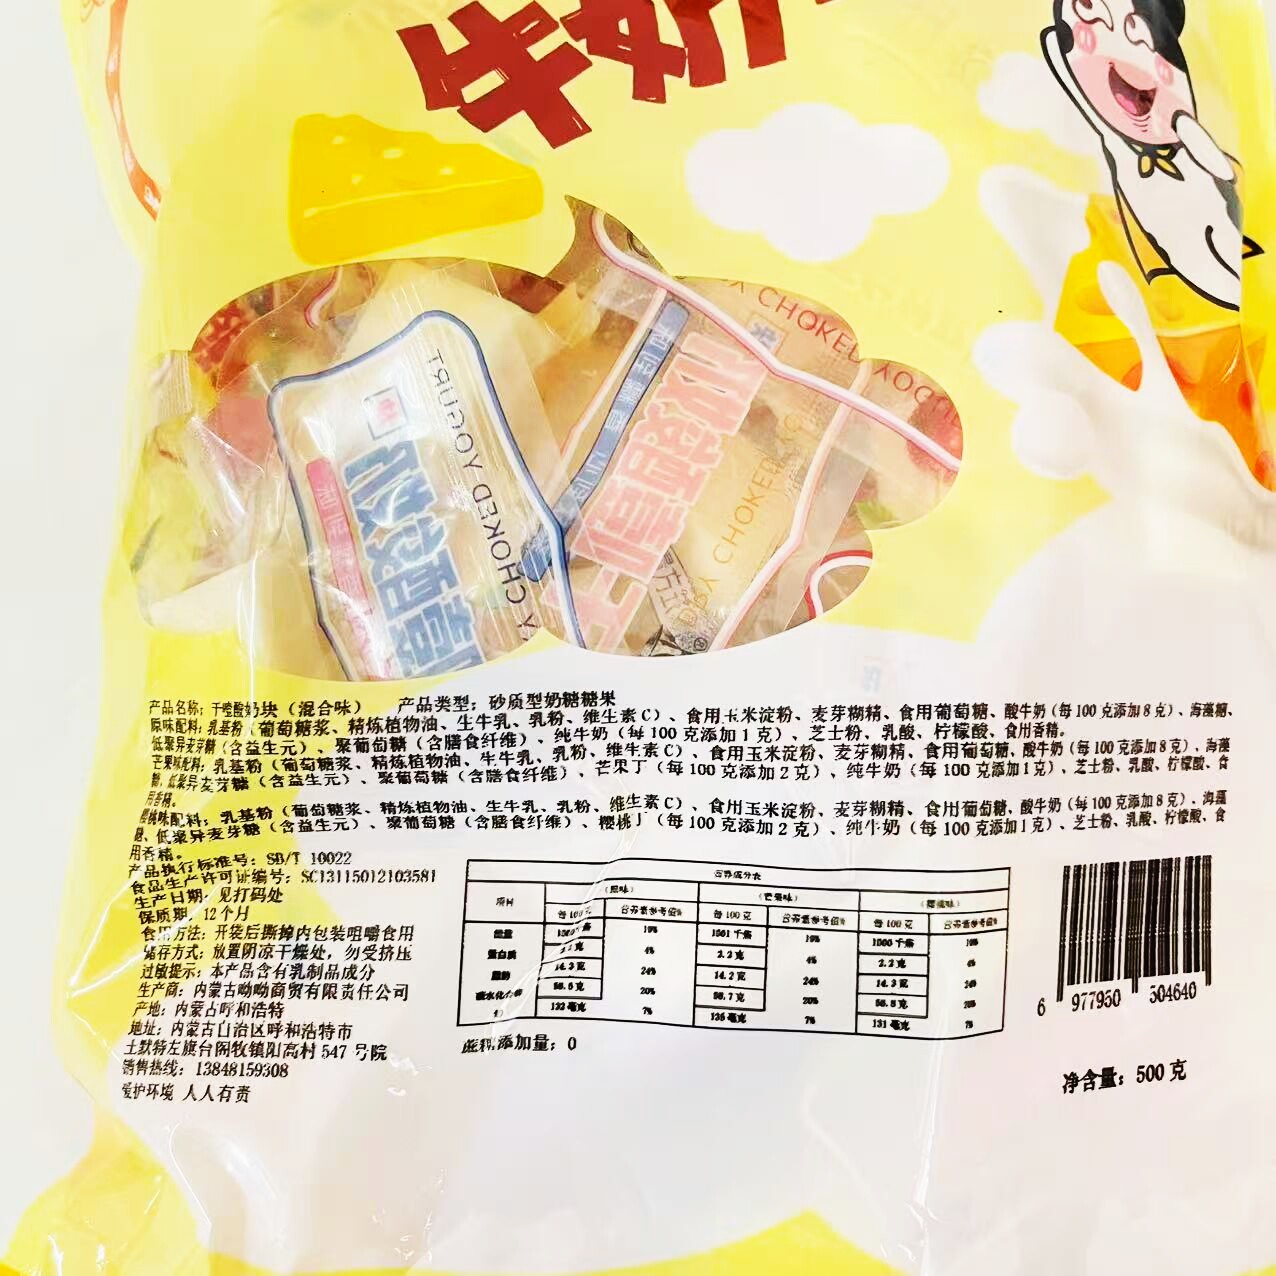 CHOKED YOGURT
DRY CHOKED YO
CHOKED YOGURT
产品名称：干噎酸奶块（混合味） 产品类型：砂质型奶糖糖果
原味配料：乳基粉（葡萄糖浆、精炼植物油、生牛乳、乳粉、维生素C）、食用玉米淀粉、麦芽糊精、食用葡萄糖、酸牛奶（每100克添加8克）、海藻糖、
低聚异麦芽糖（含益生元）、聚葡萄糖（含膳食纤维）、纯牛奶（每100克添加1克）、芝士粉、乳酸、柠檬酸、食用香精。
芒果味配料：乳基粉（葡萄糖浆、精炼植物油、生牛乳、乳粉、维生素C）、食用玉米淀粉、麦芽糊精、食用葡萄糖、酸牛奶（每100克添加8克）、海藻
糖、低聚异麦芽糖（含益生元）、聚葡萄糖（含膳食纤维）、芒果丁（每100克添加2克）、纯牛奶（每100克添加1克）、芝士粉、乳酸、柠檬酸、食
用香精。
樱桃味配料：乳基粉（葡萄糖浆、精炼植物油、生牛乳、乳粉、维生素C）、食用玉米淀粉、麦芽糊精、食用葡萄糖、酸牛奶（每100克添加8克）、海藻
糖、低聚异麦芽糖（含益生元）、聚葡萄糖（含膳食纤维）、樱桃丁（每100克添加2克）、纯牛奶（每100克添加1克）、芝士粉、乳酸、柠檬酸、食
用香精。
产品执行标准号：SB/T 10022
食品生产许可证编号：SC13115012103581
生产日期：见打码处
保质期：12个月
食用方法：开袋后撕掉内包装咀嚼食用
储存方式：放置阴凉干燥处，勿受挤压
过敏提示：本产品含有乳制品成分
生产商：内蒙古呦呦商贸有限责任公司
产地：内蒙古呼和浩特
地址：内蒙古自治区呼和浩特市
土默特左旗台阁牧镇阳高村547号院
销售热线：13848159308
爱护环境 人人有责
营养成分表
项目 （原味） （芒果味） （樱桃味）
每100克 营养素参考值% 每100克 营养素参考值% 每100克 营养素参考值%
能量 19% 1501千焦 19% 1500千焦 19%
蛋白质 4% 2.2克 4% 2.2克 4%
脂肪 14.3克 24% 14.2克 24% 14.3克 24%
碳水化合物 58.5克 20% 58.7克 20% 58.8克 20%
钠 132毫克 7% 135毫克 7% 131毫克 7%
蔗糖添加量：0
6 977950 504640
净含量：500克